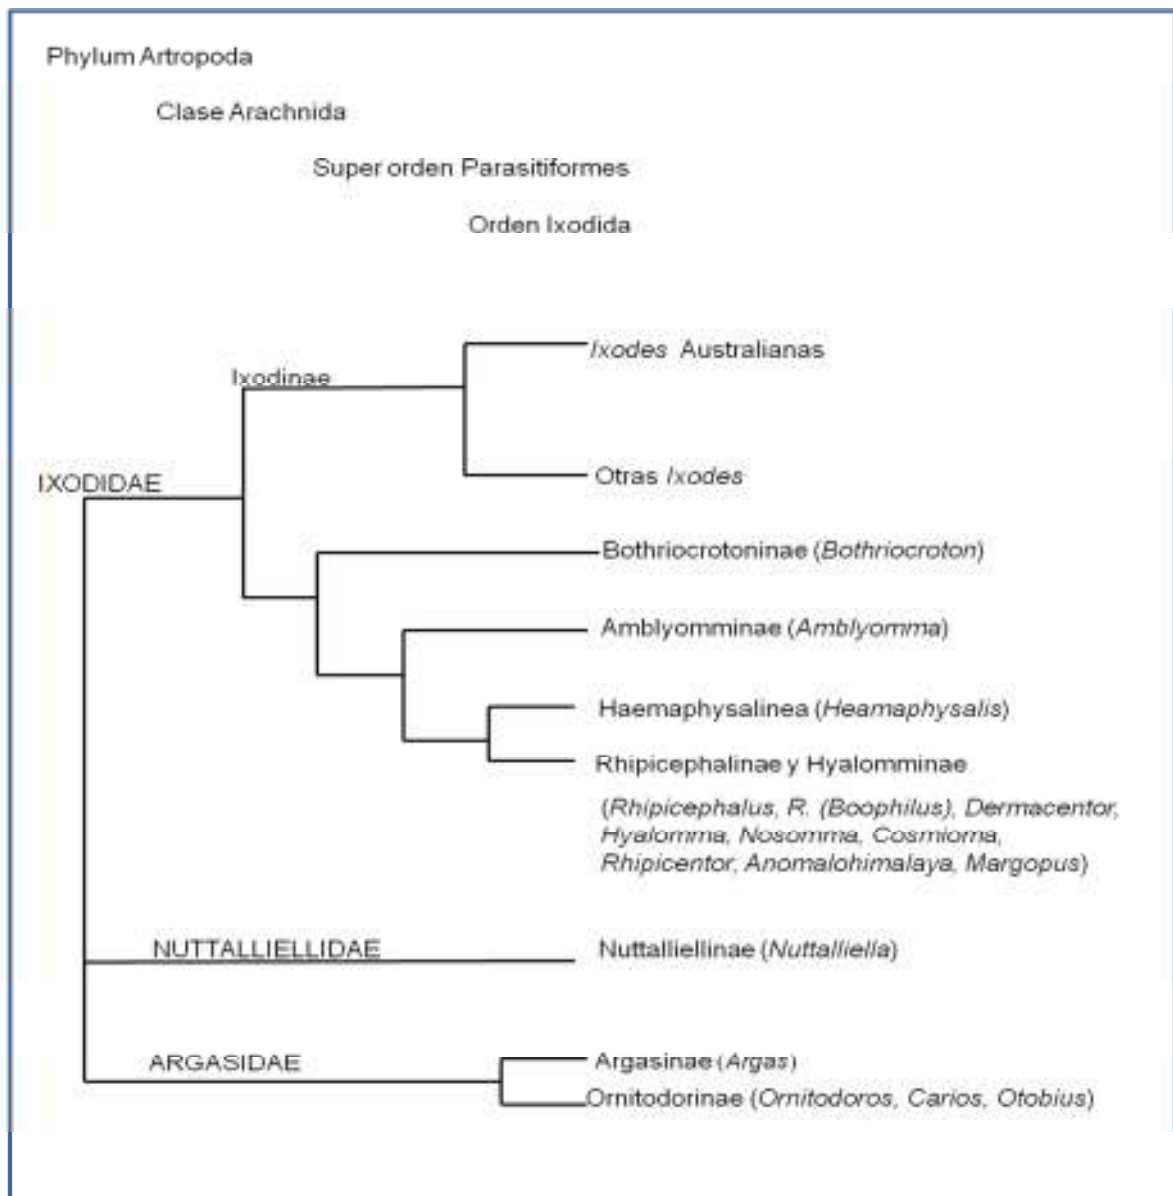 Phylum Artropoda
Clase Arachnida
Super orden Parasitiformes
Orden Ixodida
Ixodes Australianas
Ixodinae
Otras Ixodes
IXODIDAE
Bothriocrotoninae (Bothriocroton)
Amblyomminae (Amblyomma)
Haemaphysalinea (Heamaphysalis)
Rhipicephalinae y Hyalomminae
(Rhipicephalus, R. (Boophilus), Dermacentor,
Hyalomma, Nosomma, Cosmioma,
Rhipicentor, Anomalohimalaya, Margopus)
NUTTALLIELLIDAE
Nuttalliellinae (Nuttalliella)
ARGASIDAE
Argasinae (Argas)
Ornitodorinae (Ornitodoros, Carios, Otobius)